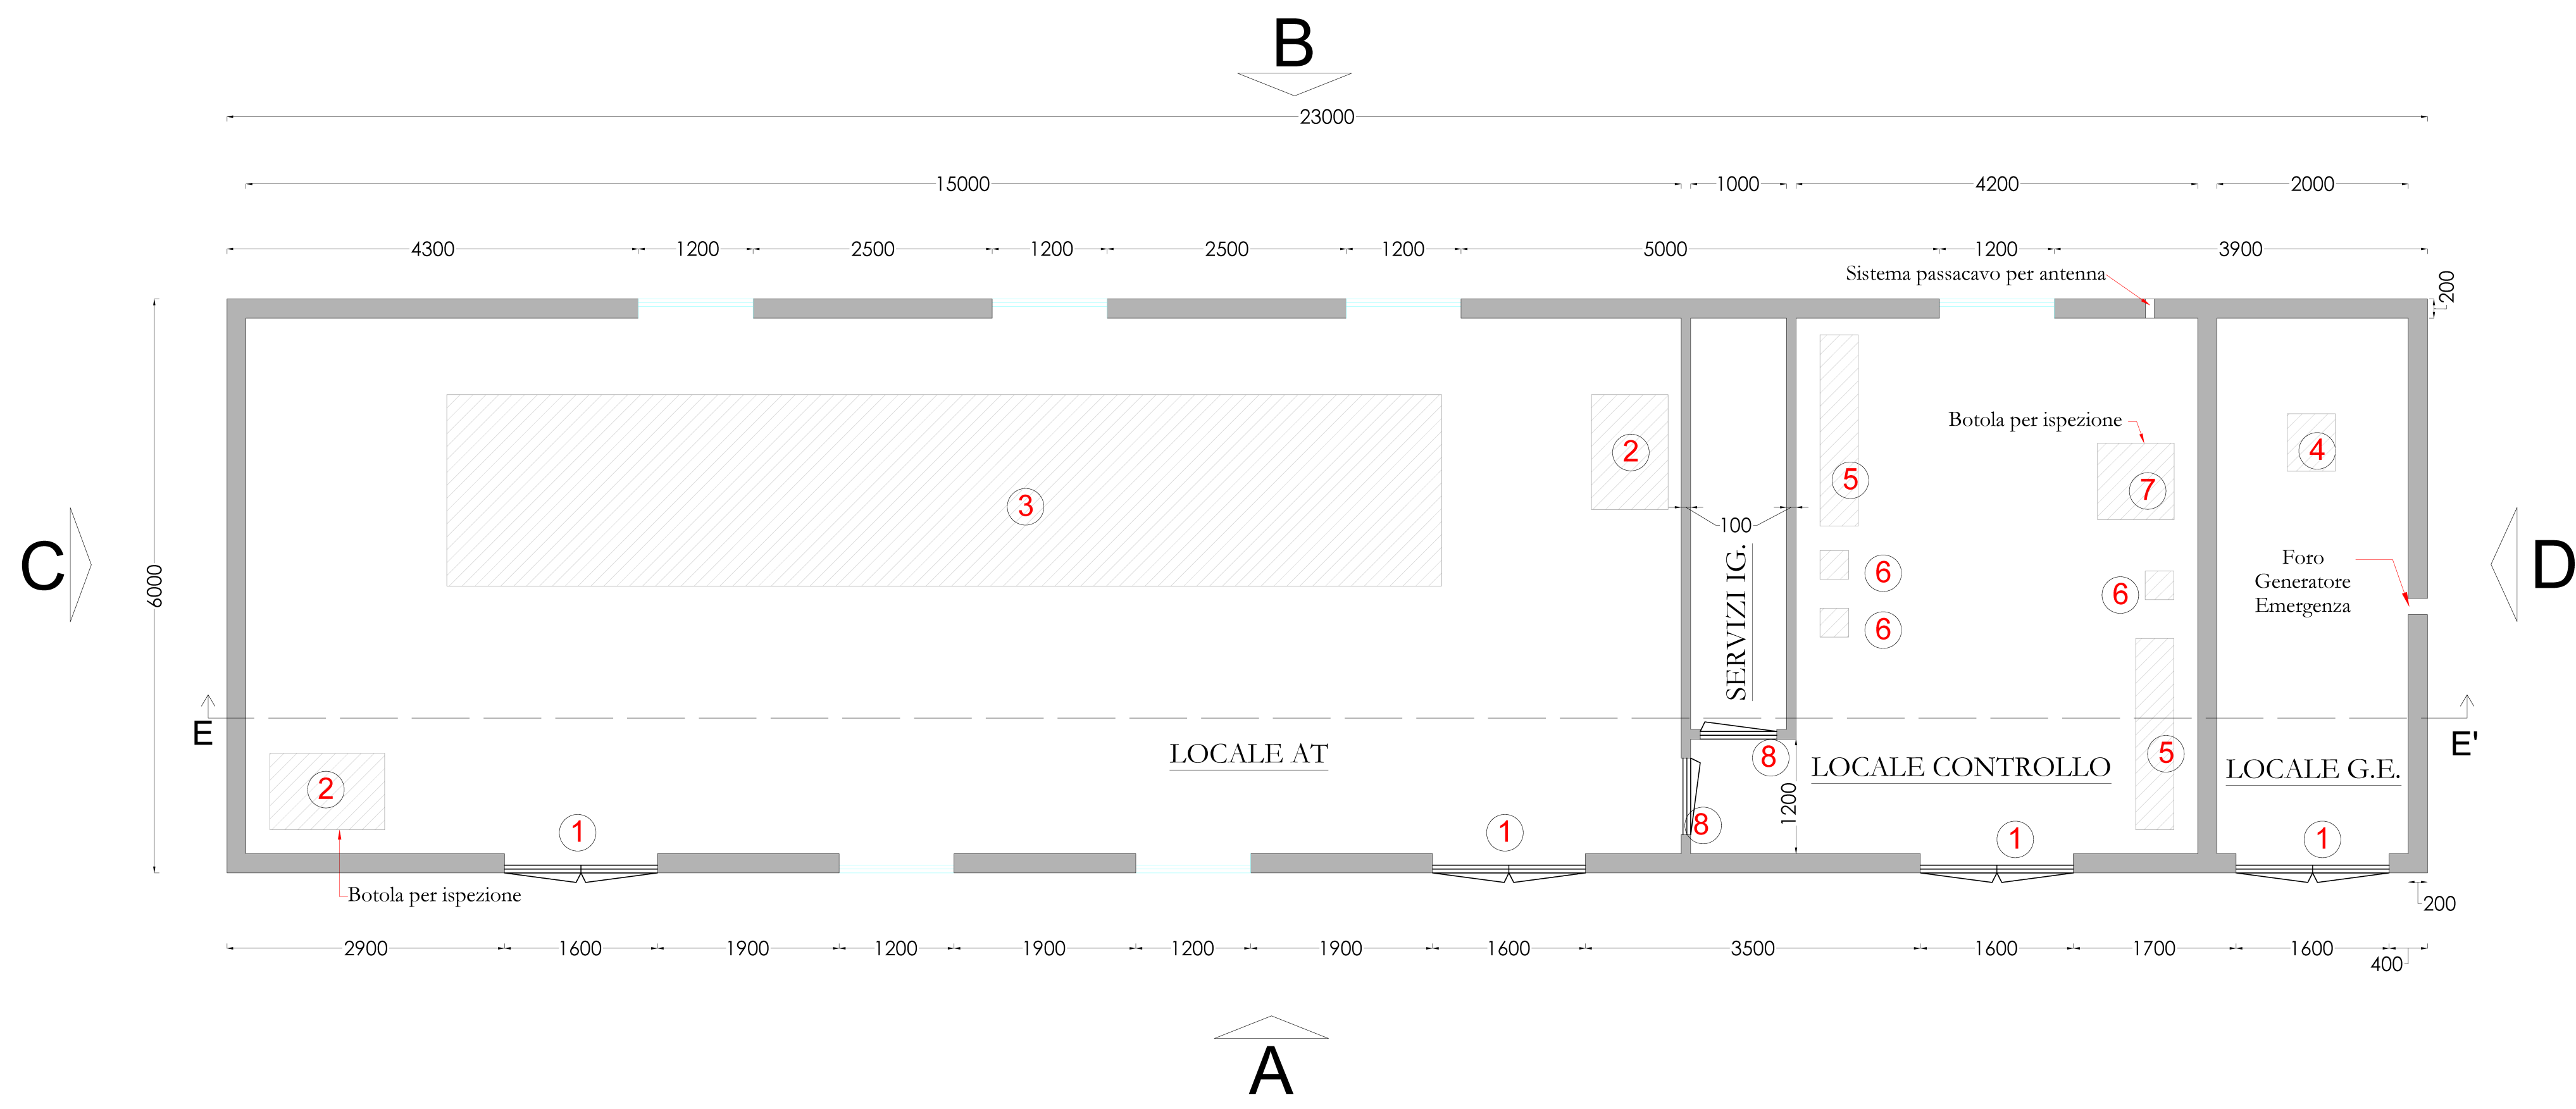 B
23000
15000 1000 4200 2000
4300 1200 2500 1200 2500 1200 5000 1200 3900
Sistema passacavo per antenna
200
Botola per ispezione
2
4
5
7
3
100
C
D
6000
SERVIZI IG.
Foro
Generatore
Emergenza
6
6
6
E
E'
LOCALE AT
8
5
LOCALE CONTROLLO
LOCALE G.E.
2
1200
1
1
8
1
1
Botola per ispezione
200
2900 1600 1900 1200 1900 1200 1900 1600 3500 1600 1700 1600
400
A